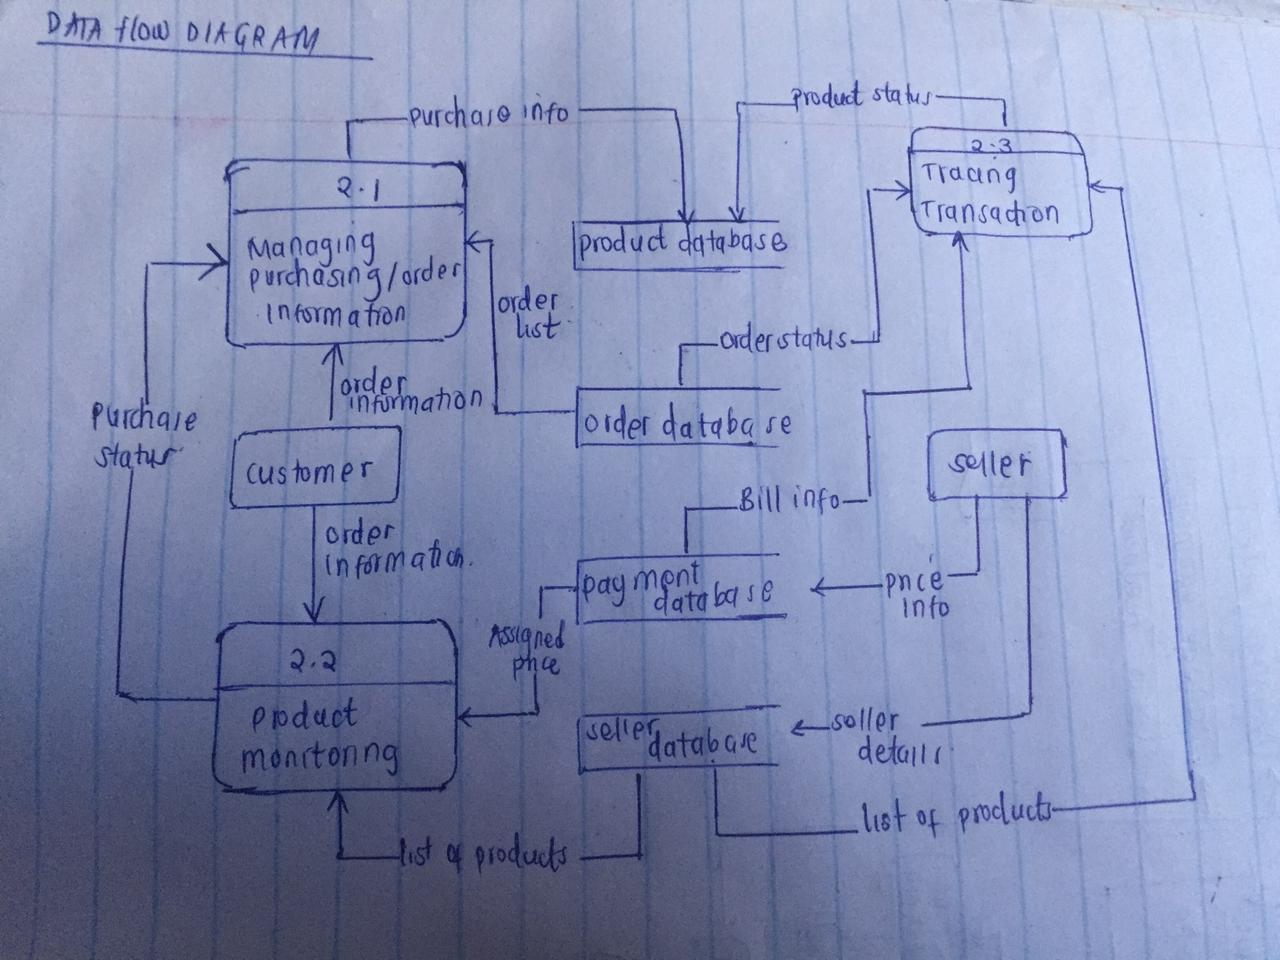 DATA flow DIAGRAM
purchase info
product status
2.1
Managing
purchasing/order
information
2.3
Tracing
Transaction
product database
order
list
order status
order
information
purchase
status
customer
order database
seller
Bill info
order
information.
payment
database
price
info
Assigned
price
2.2
product
monitoring
seller
database
seller
details
list of products
list of products